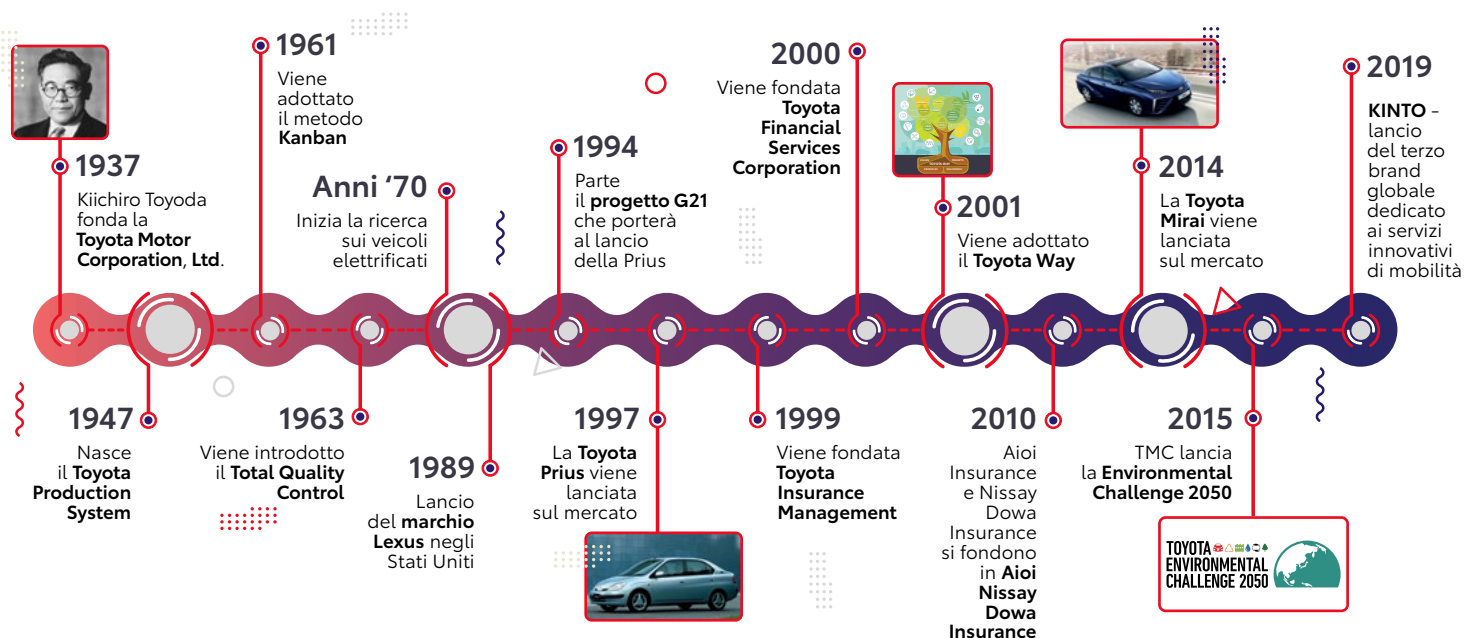 1937
Kiichiro Toyoda
fonda la
Toyota Motor
Corporation, Ltd.
1947
Nasce
il Toyota
Production
System
1961
Viene
adottato
il metodo
Kanban
1963
Viene introdotto
il Total Quality
Control
Anni ‘70
Inizia la ricerca
sui veicoli
elettrificati
1989
Lancio
del marchio
Lexus negli
Stati Uniti
1994
Parte
il progetto G21
che porterà
al lancio
della Prius
1997
La Toyota
Prius viene
lanciata
sul mercato
1999
Viene fondata
Toyota
Insurance
Management
2000
Viene fondata
Toyota
Financial
Services
Corporation
2001
Viene adottato
il Toyota Way
2010
Aioi
Insurance
e Nissay
Dowa
Insurance
si fondono
in Aioi
Nissay
Dowa
Insurance
2014
La Toyota
Mirai viene
lanciata
sul mercato
2015
TMC lancia
la Environmental
Challenge 2050
TOYOTA
ENVIRONMENTAL
CHALLENGE 2050
2019
KINTO -
lancio
del terzo
brand
globale
dedicato
ai servizi
innovativi
di mobilità